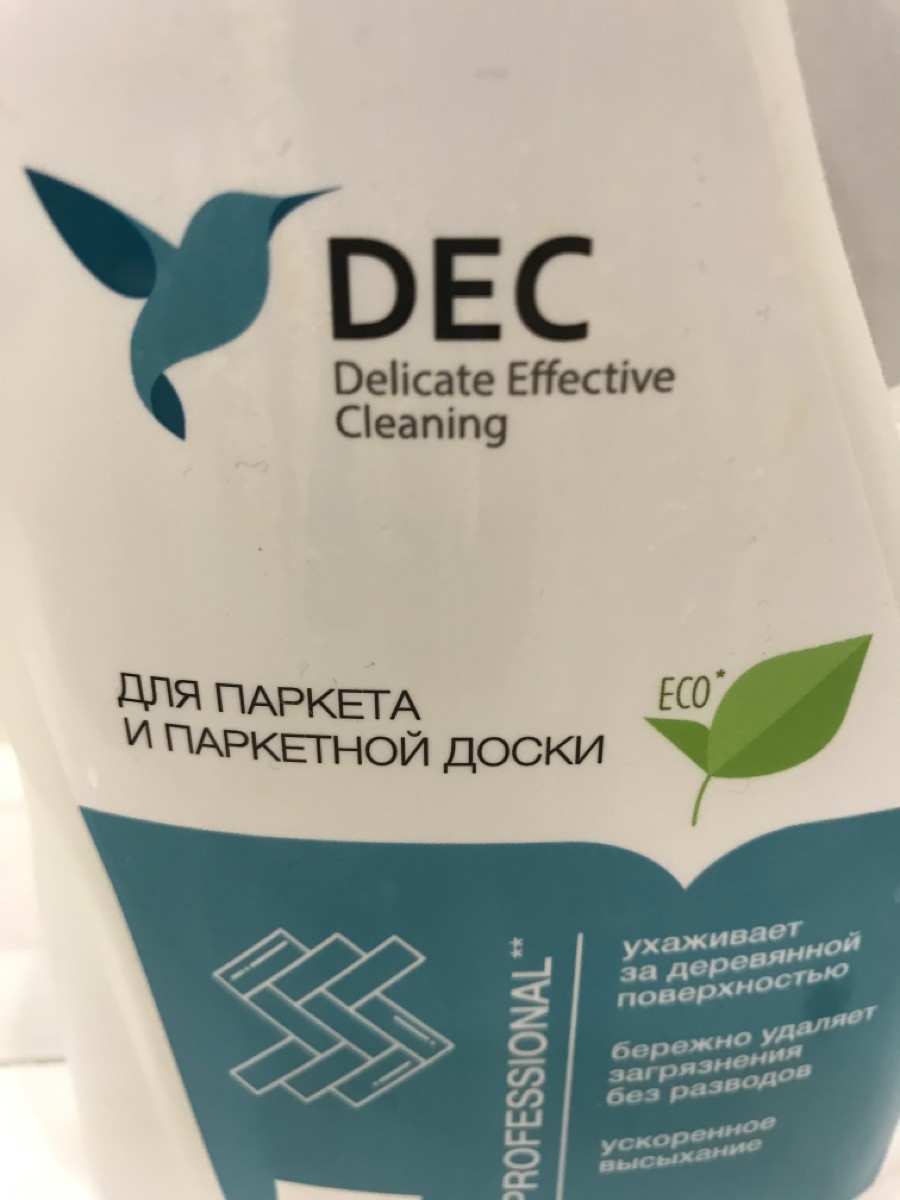 DEC
Delicate Effective
Cleaning
ДЛЯ ПАРКЕТА
И ПАРКЕТНОЙ ДОСКИ
ECO*
PROFESSIONAL**
ухаживает
за деревянной
поверхностью
бережно удаляет
загрязнения
без разводов
ускоренное
высыхание